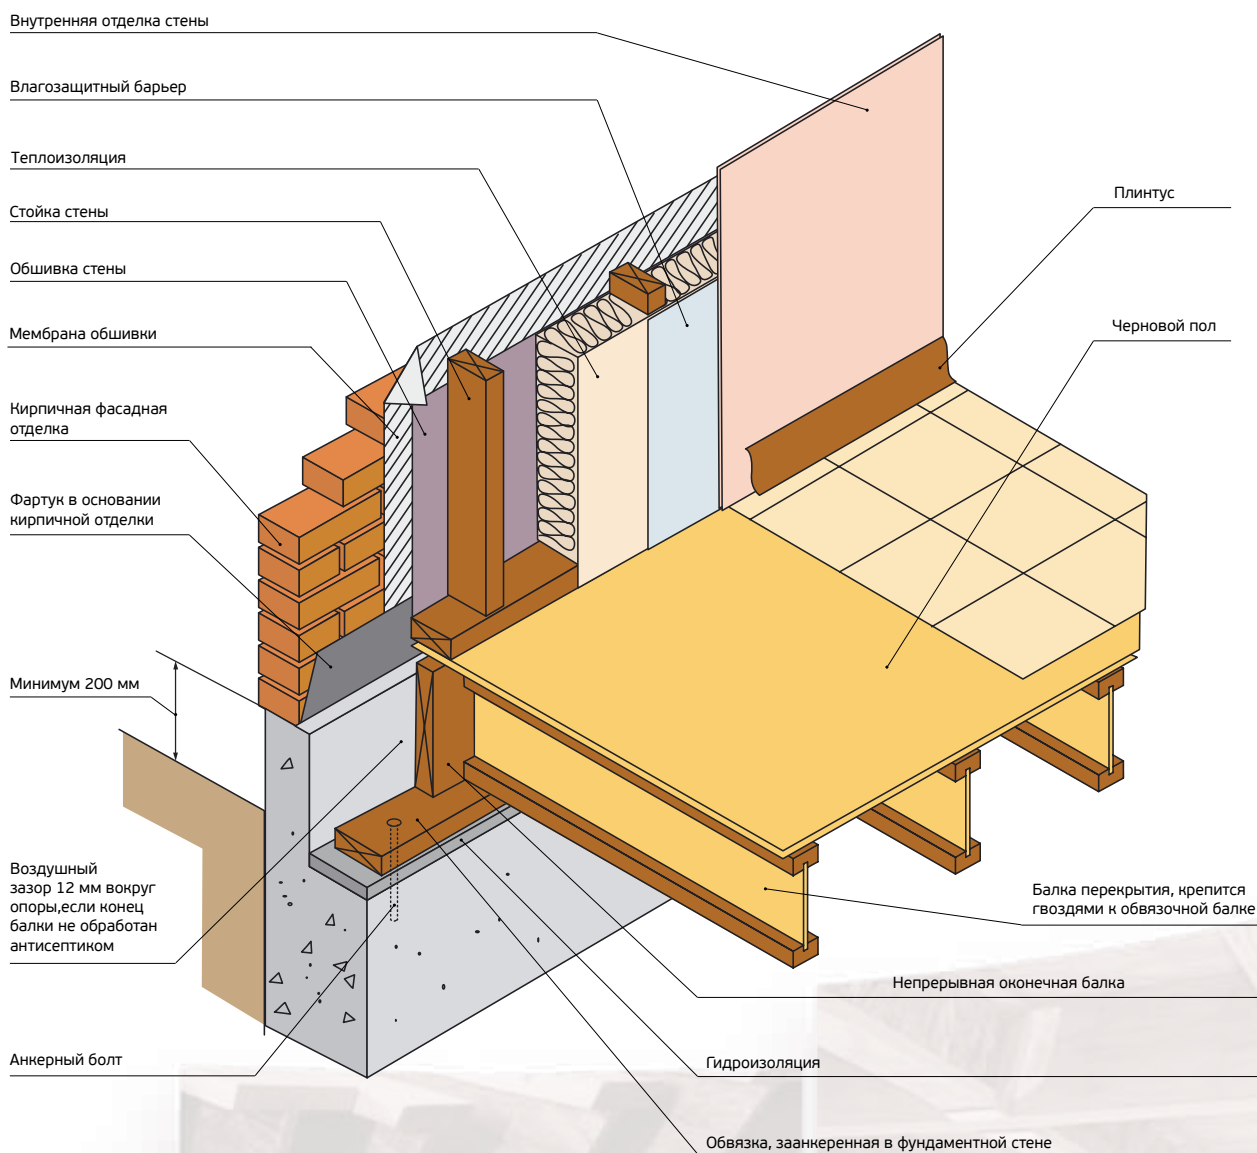 Внутренняя отделка стены
Влагозащитный барьер
Теплоизоляция
Стойка стены
Обшивка стены
Мембрана обшивки
Кирпичная фасадная
отделка
Фартук в основании
кирпичной отделки
Минимум 200 мм
Воздушный
зазор 12 мм вокруг
опоры,если конец
балки не обработан
антисептиком
Анкерный болт
Плинтус
Черновой пол
Балка перекрытия, крепится
гвоздями к обвязочной балке
Непрерывная оконечная балка
Гидроизоляция
Обвязка, заанкеренная в фундаментной стене